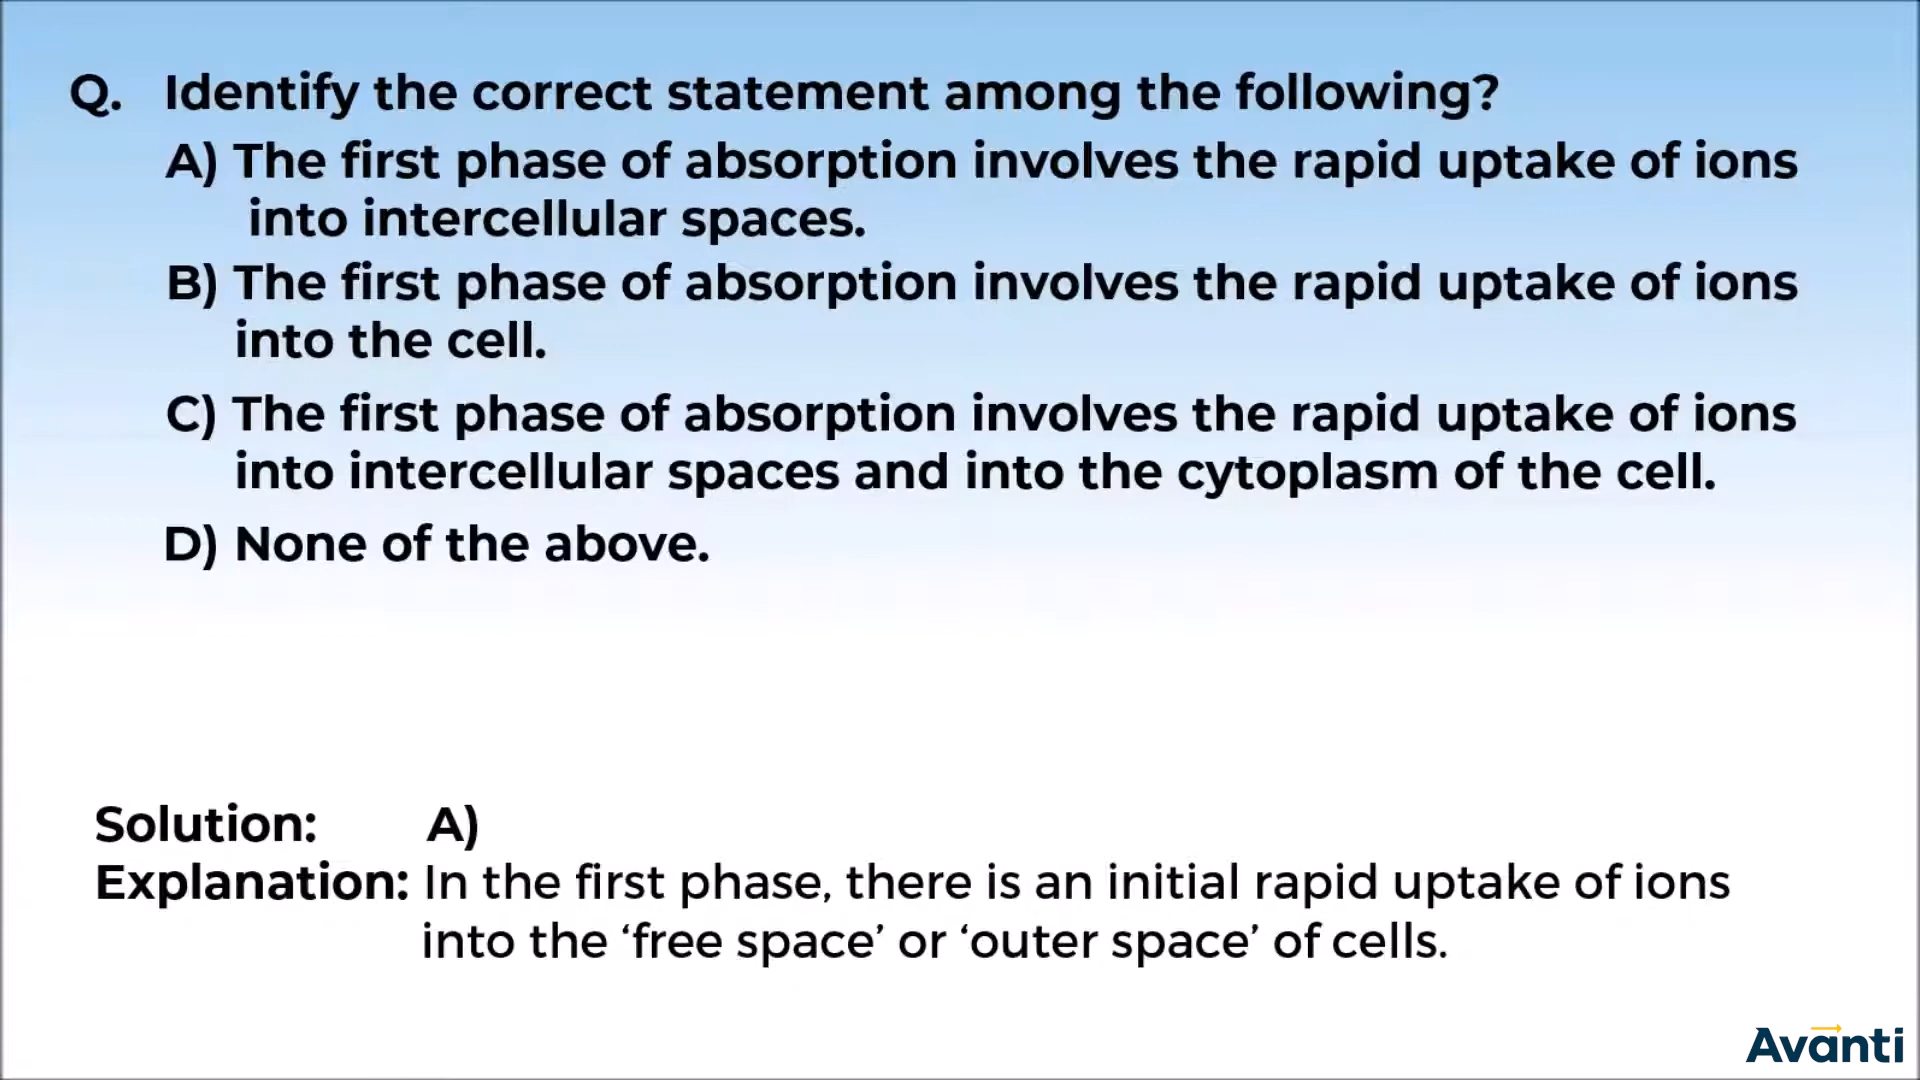 Q. Identify the correct statement among the following?
A) The first phase of absorption involves the rapid uptake of ions
into intercellular spaces.
B) The first phase of absorption involves the rapid uptake of ions
into the cell.
C) The first phase of absorption involves the rapid uptake of ions
into intercellular spaces and into the cytoplasm of the cell.
D) None of the above.
Solution: A)
Explanation: In the first phase, there is an initial rapid uptake of ions
into the ‘free space’ or ‘outer space’ of cells.
Avanti